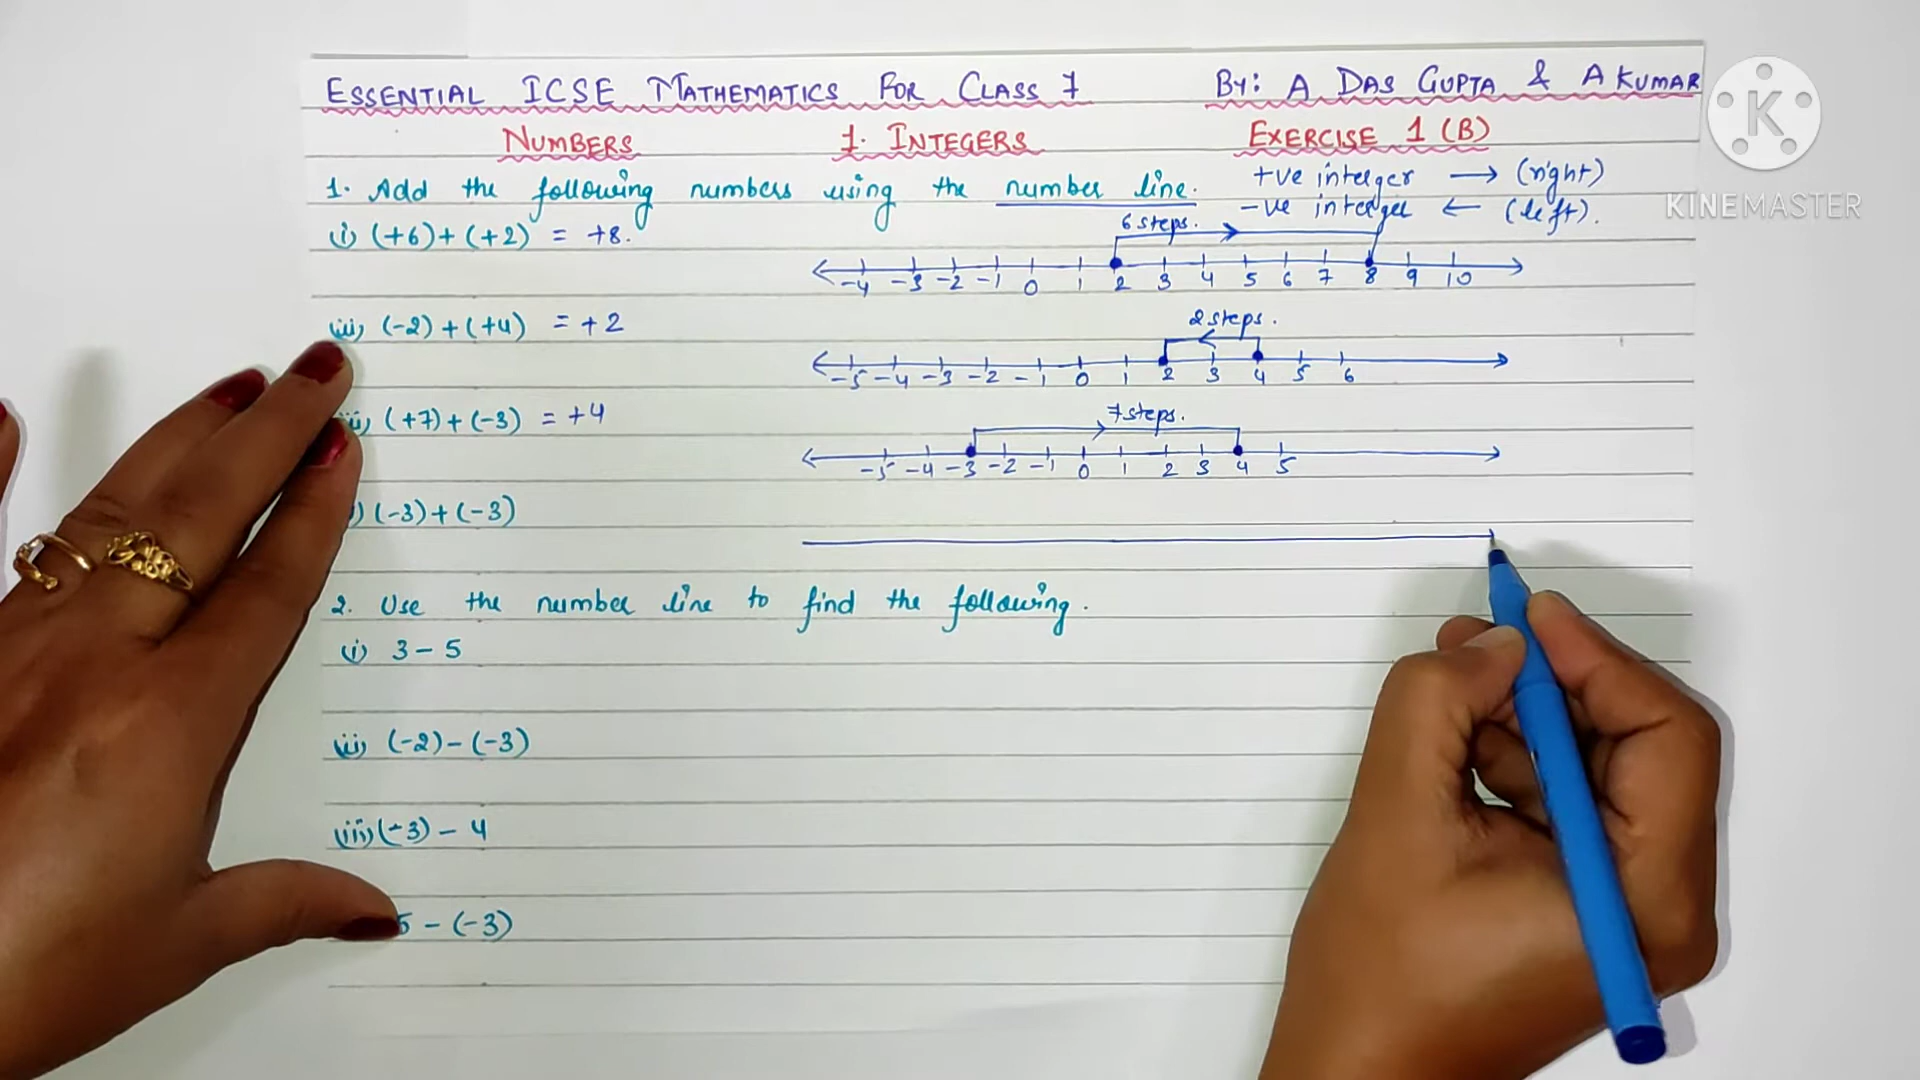 ESSENTIAL ICSE MATHEMATICS FOR CLASS 7 BY: A DAS GUPTA & A KUMAR
NUMBERS 1. INTEGERS EXERCISE 1 (B)
1. Add the following numbers using the number line. +ve interger → (right)
-ve interger ← (left).
(i) (+6) + (+2) = +8. 6 steps.
-4 -3 -2 -1 0 1 2 3 4 5 6 7 8 9 10
(ii) (-2) + (+4) = +2 2 steps.
-5 -4 -3 -2 -1 0 1 2 3 4 5 6
(+7) + (-3) = +4 7 steps.
-5 -4 -3 -2 -1 0 1 2 3 4 5
) (-3) + (-3)
2. Use the number line to find the following.
(i) 3 - 5
(ii) (-2) - (-3)
(iii) (-3) - 4
5 - (-3)
K
KINEMASTER